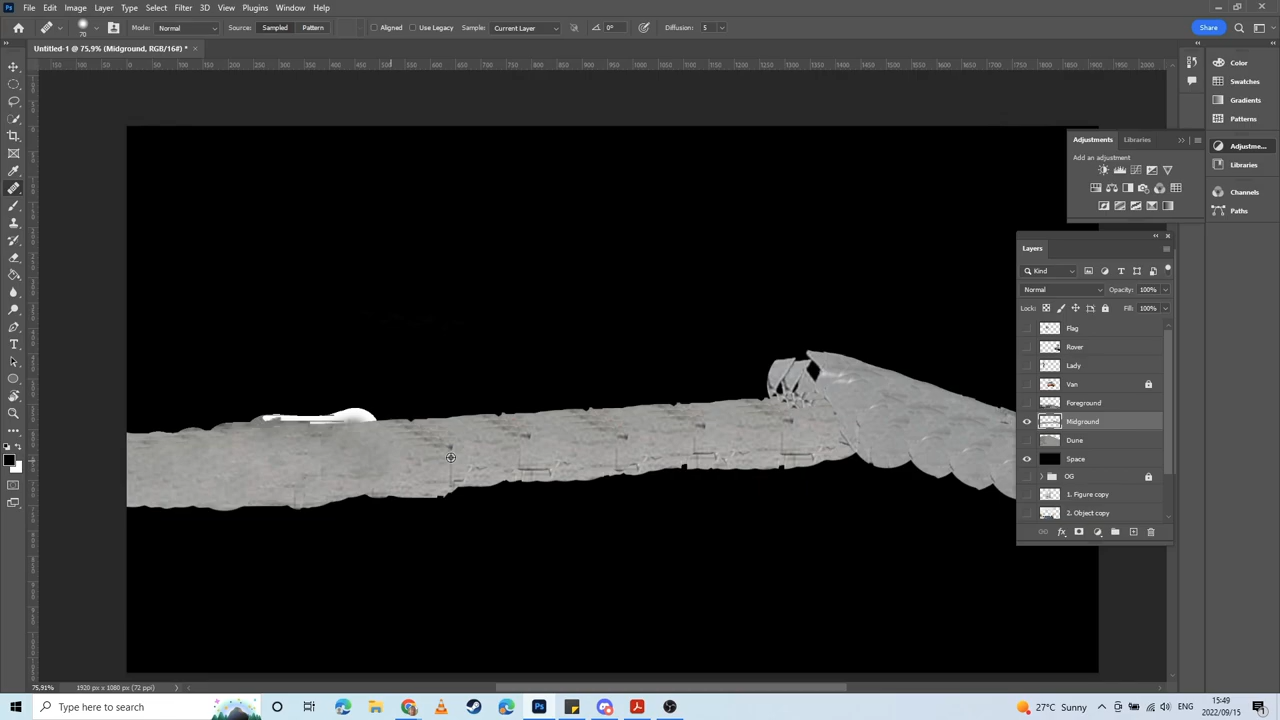 Ps File Edit Image Layer Type Select Filter 3D View Plugins Window Help
70 Mode: Normal Source: Sampled Pattern Aligned Use Legacy Sample: Current Layer 0° Diffusion: 5 Share
Untitled-1 @ 75,9% (Midground, RGB/16#) * ×
Color
Swatches
Gradients
Patterns
Adjustments Libraries
Adjustme...
Add an adjustment
Libraries
Channels
Paths
Layers
Kind
Normal Opacity: 100%
Lock: Fill: 100%
Flag
Rover
Lady
Van
Foreground
Midground
Dune
Space
OG
1. Figure copy
2. Object copy
fx
75,91% 1920 px x 1080 px (72 ppi)
Type here to search
27°C Sunny
ENG
15:49
2022/09/15